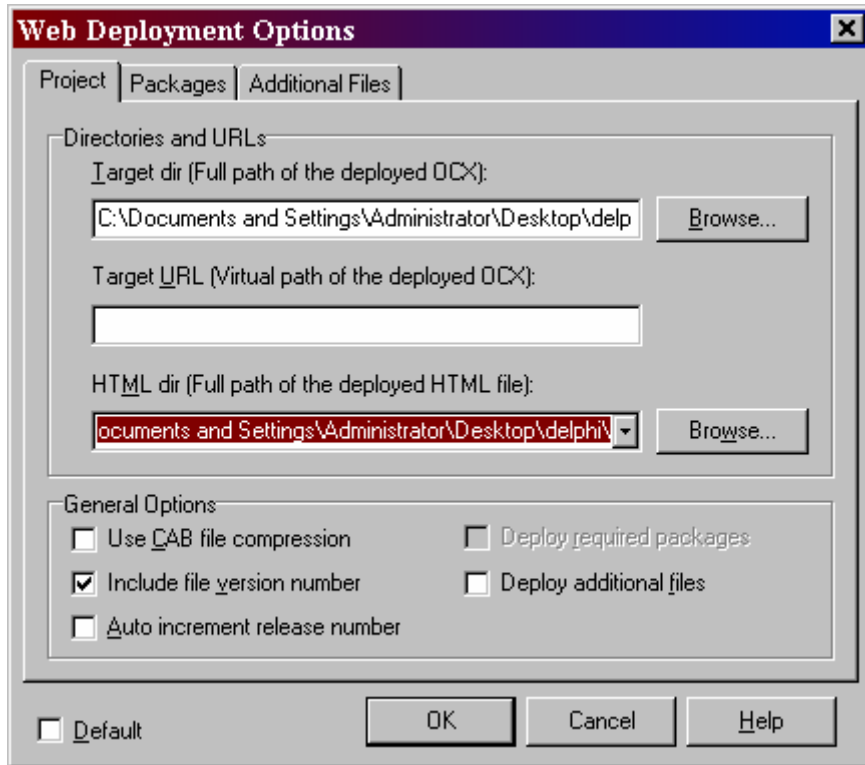 Web Deployment Options
Project Packages Additional Files
Directories and URLs
Target dir (Full path of the deployed OCX):
C:\Documents and Settings\Administrator\Desktop\delp Browse...
Target URL (Virtual path of the deployed OCX):
HTML dir (Full path of the deployed HTML file):
ocuments and Settings\Administrator\Desktop\delphi\ Browse...
General Options
Use CAB file compression Deploy required packages
Include file version number Deploy additional files
Auto increment release number
Default OK Cancel Help